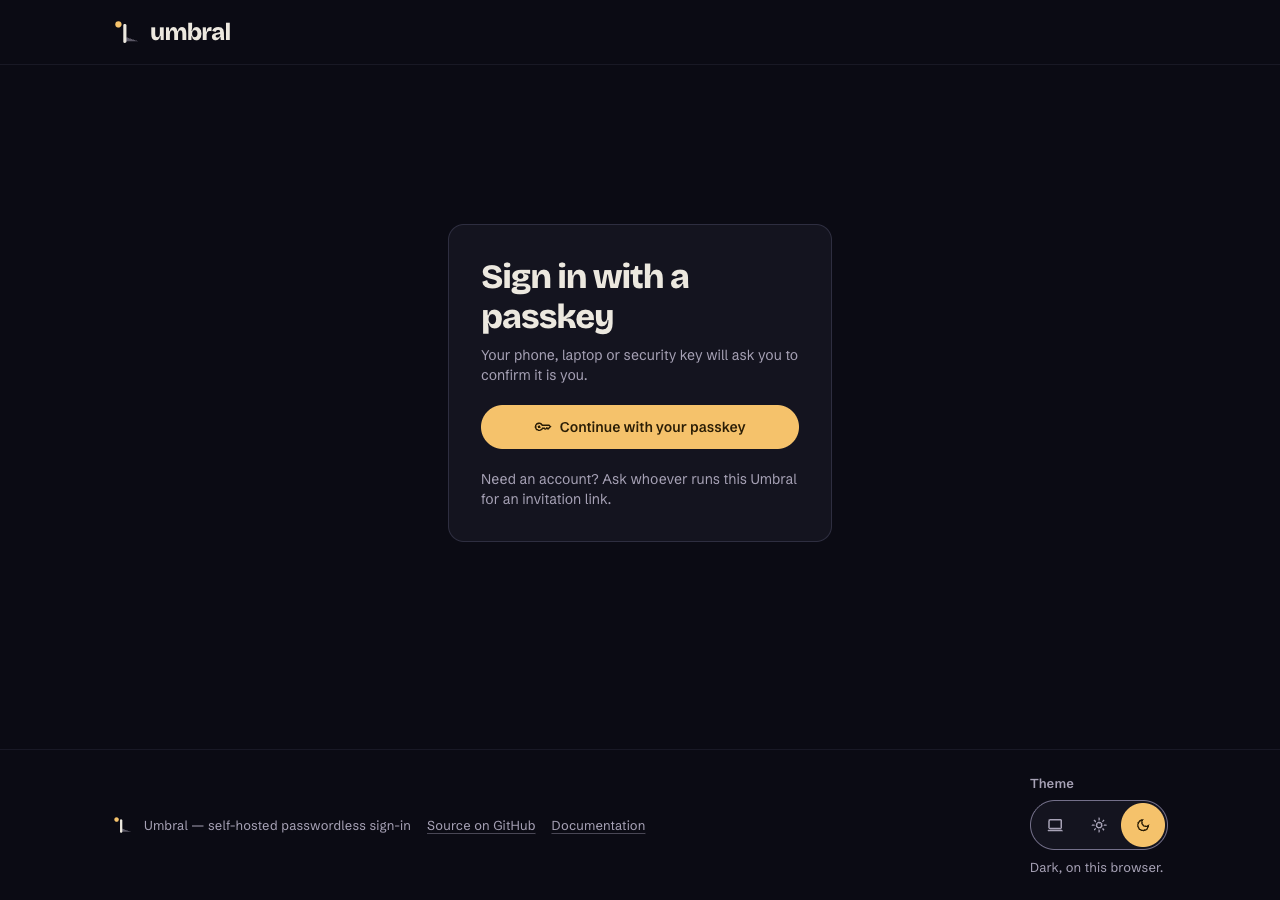 umbral
Sign in with a
passkey
Your phone, laptop or security key will ask you to
confirm it is you.
Continue with your passkey
Need an account? Ask whoever runs this Umbral
for an invitation link.
Theme
Umbral — self-hosted passwordless sign-in Source on GitHub Documentation
Dark, on this browser.